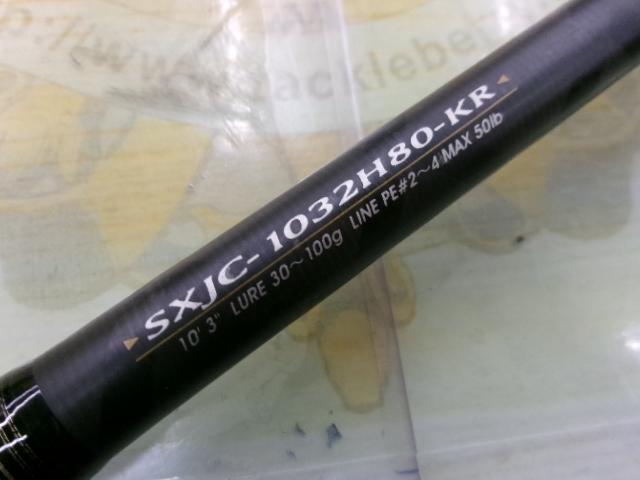 SXJC-1032H80-KR
10' 3" LURE 30~100g LINE PE#2~4 MAX 50lb